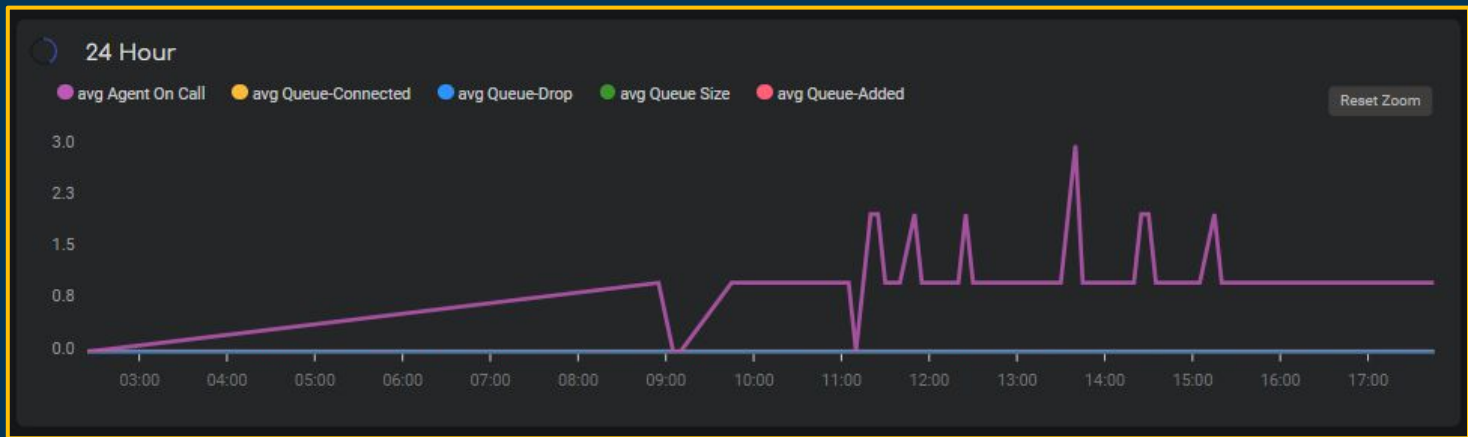 24 Hour
avg Agent On Call avg Queue-Connected avg Queue-Drop avg Queue Size avg Queue-Added
Reset Zoom
3.0
2.3
1.5
0.8
0.0
03:00 04:00 05:00 06:00 07:00 08:00 09:00 10:00 11:00 12:00 13:00 14:00 15:00 16:00 17:00